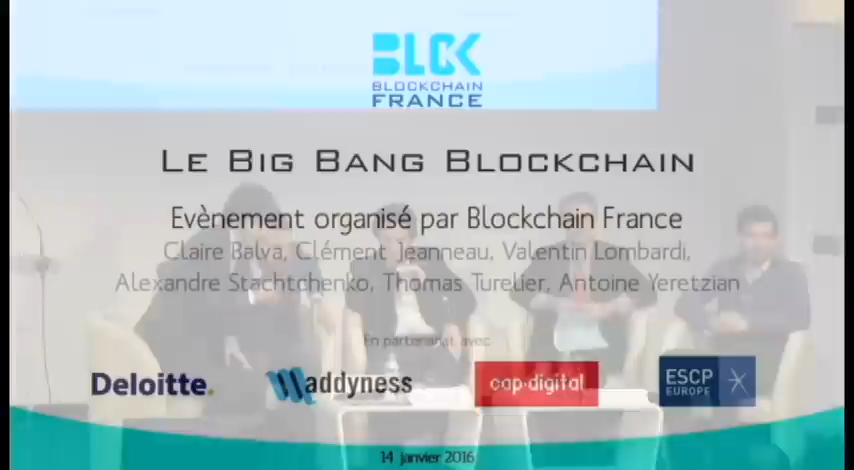 BLCK
BLOCKCHAIN
FRANCE
LE BIG BANG BLOCKCHAIN
Evènement organisé par Blockchain France
Claire Balva, Clément Jeanneau, Valentin Lombardi,
Alexandre Stachtchenko, Thomas Turelier, Antoine Yeretzian
En partenariat avec
Deloitte.
Maddyness
cap·digital
ESCP
EUROPE
14 janvier 2016